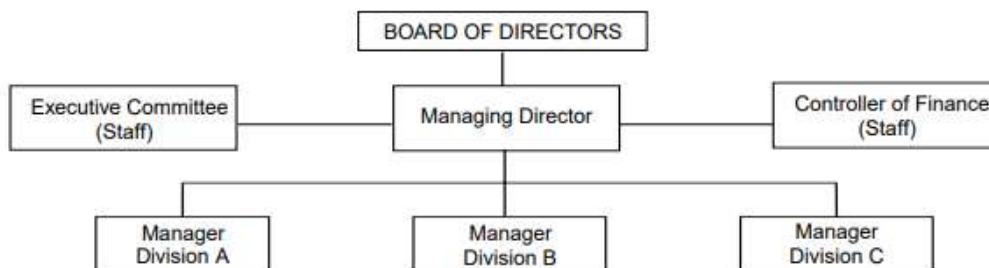 BOARD OF DIRECTORS
Executive Committee
(Staff)
Managing Director
Controller of Finance
(Staff)
Manager
Division A
Manager
Division B
Manager
Division C